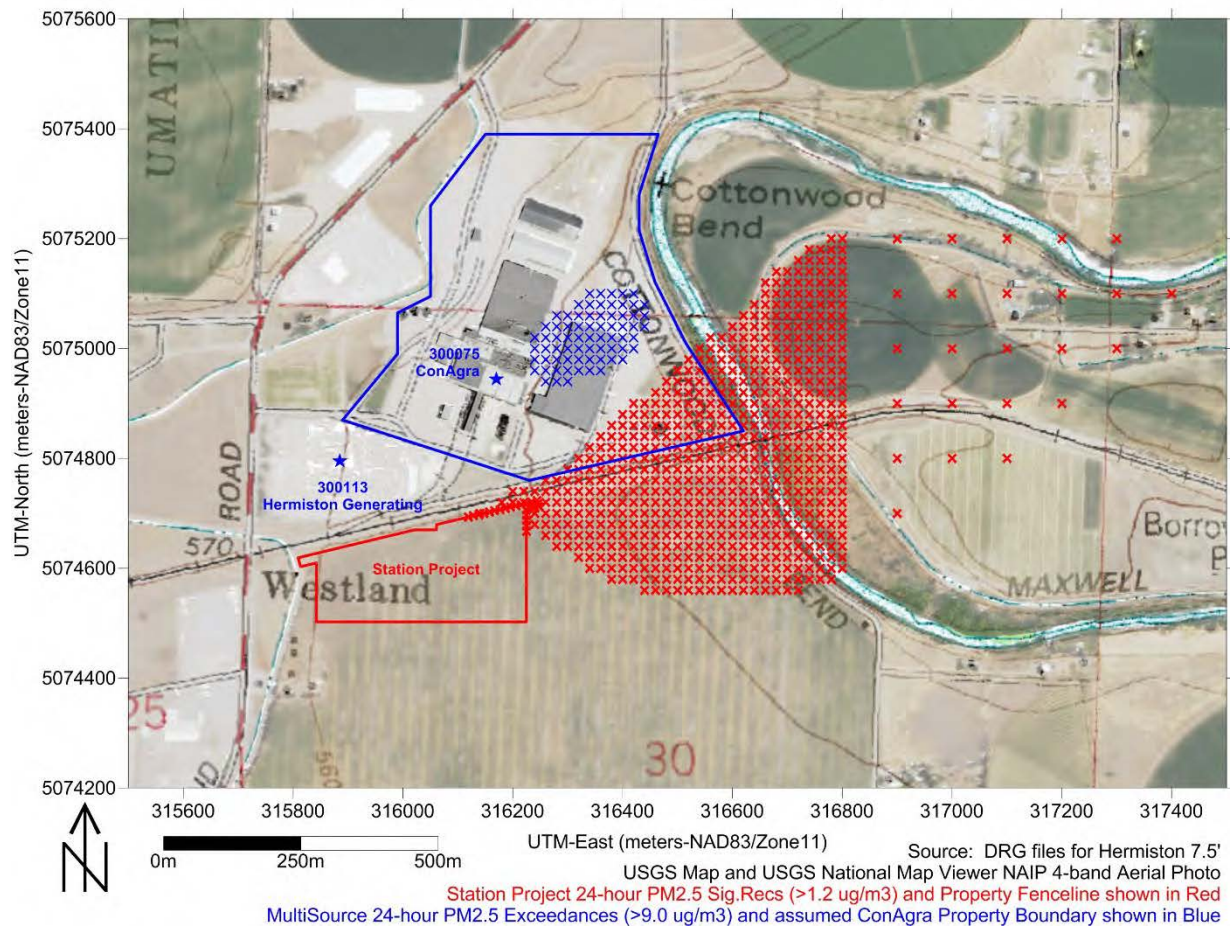 5075600
5075400
5075200
5075000
5074800
5074600
5074400
5074200
UTM-North (meters-NAD83/Zone11)
UMATIL
Cottonwood
Bend
COTTONWOOD
300075
ConAgra
300113
Hermiston Generating
ROAD
570
Station Project
Westland
BEND
MAXWELL
Borrow
25
30
660
315600 315800 316000 316200 316400 316600 316800 317000 317200 317400
UTM-East (meters-NAD83/Zone11)
N
0m 250m 500m
Source: DRG files for Hermiston 7.5'
USGS Map and USGS National Map Viewer NAIP 4-band Aerial Photo
Station Project 24-hour PM2.5 Sig.Recs (>1.2 ug/m3) and Property Fenceline shown in Red
MultiSource 24-hour PM2.5 Exceedances (>9.0 ug/m3) and assumed ConAgra Property Boundary shown in Blue